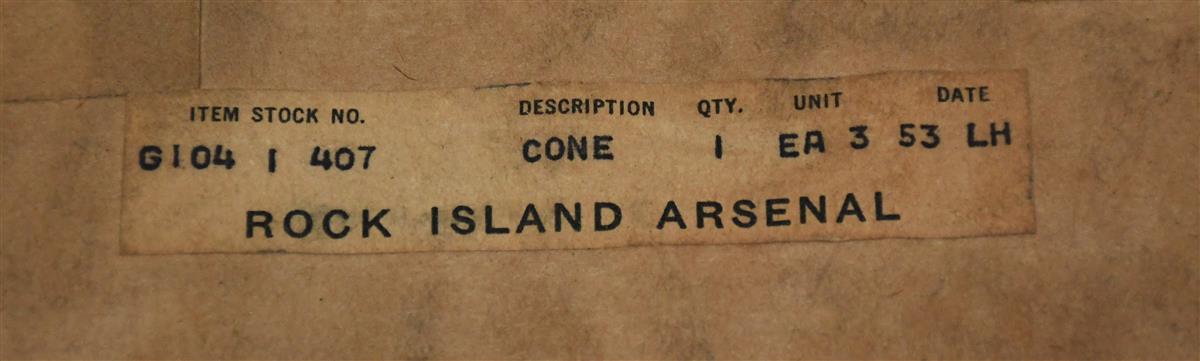 ITEM STOCK NO. DESCRIPTION QTY. UNIT DATE
G104 1 407 CONE 1 EA 3 53 LH
ROCK ISLAND ARSENAL